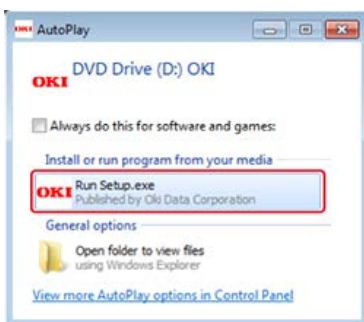 OKI AutoPlay
OKI DVD Drive (D:) OKI
Always do this for software and games:
Install or run program from your media
OKI Run Setup.exe
Published by Oki Data Corporation
General options
Open folder to view files
using Windows Explorer
View more AutoPlay options in Control Panel